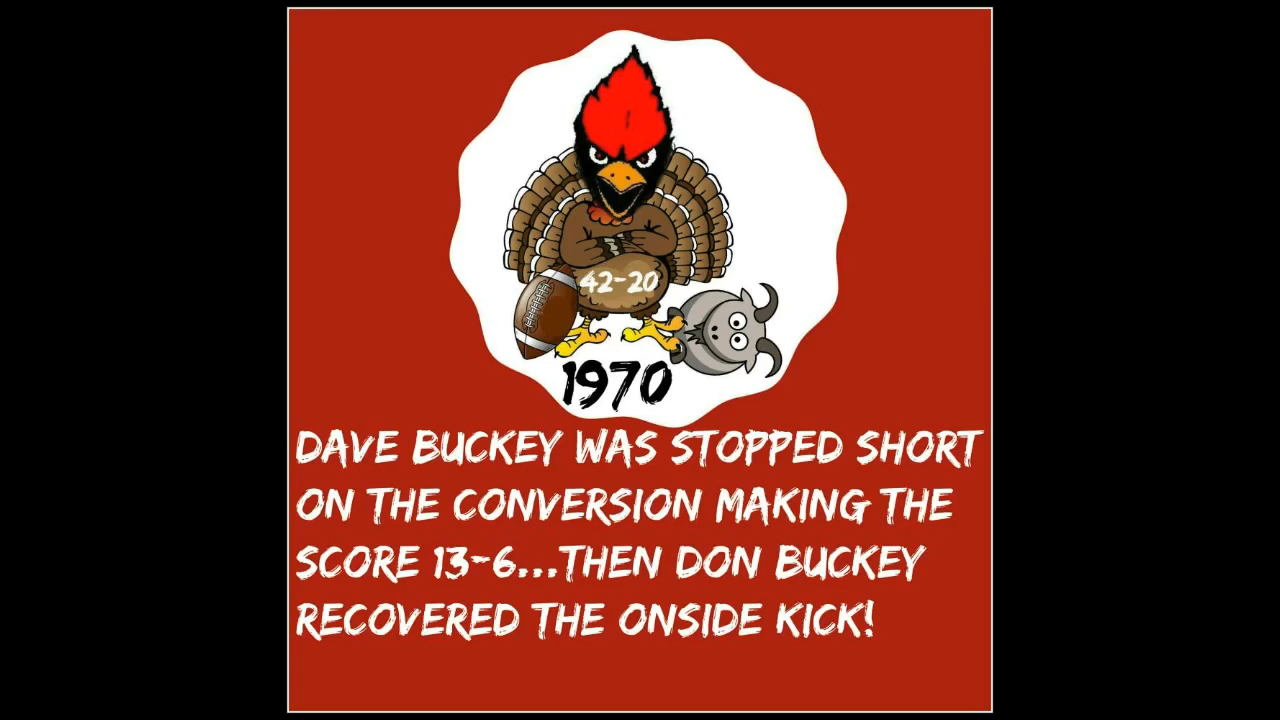 42-20
1970
DAVE BUCKEY WAS STOPPED SHORT
ON THE CONVERSION MAKING THE
SCORE 13-6...THEN DON BUCKEY
RECOVERED THE ONSIDE KICK!